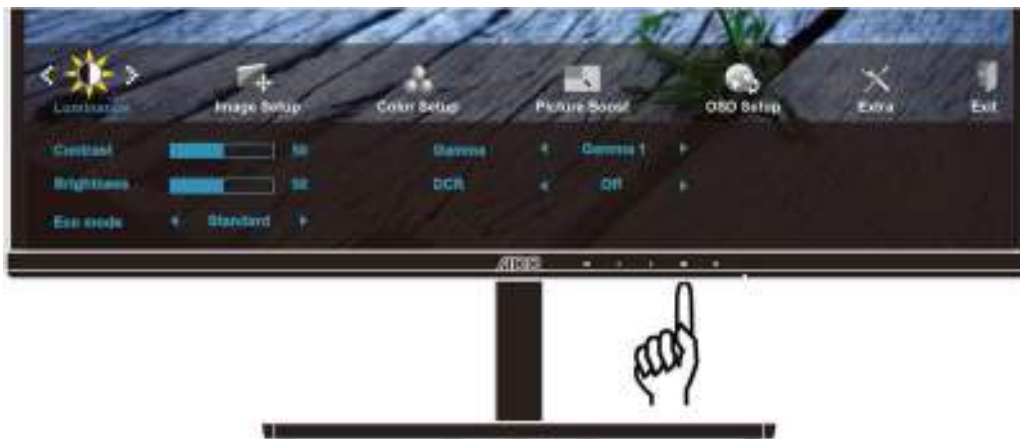 Luminance Image Setup Color Setup Picture Boost OSD Setup Extra Exit
Contrast 50 Gamma Gamma 1
Brightness 50 DCR Off
Eco mode Standard
AOC